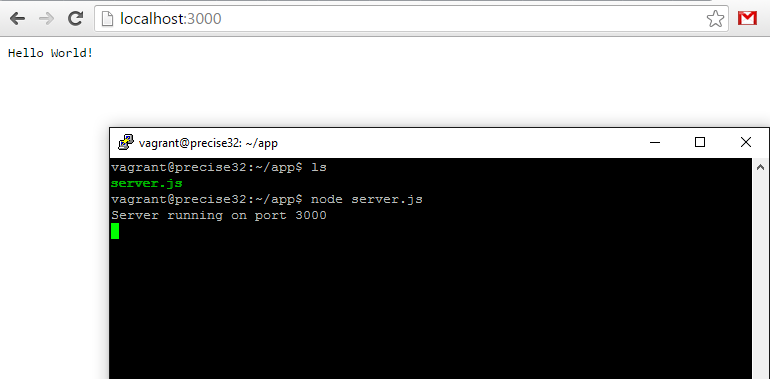 localhost:3000
Hello World!
vagrant@precise32: ~/app
vagrant@precise32:~/app$ ls
server.js
vagrant@precise32:~/app$ node server.js
Server running on port 3000